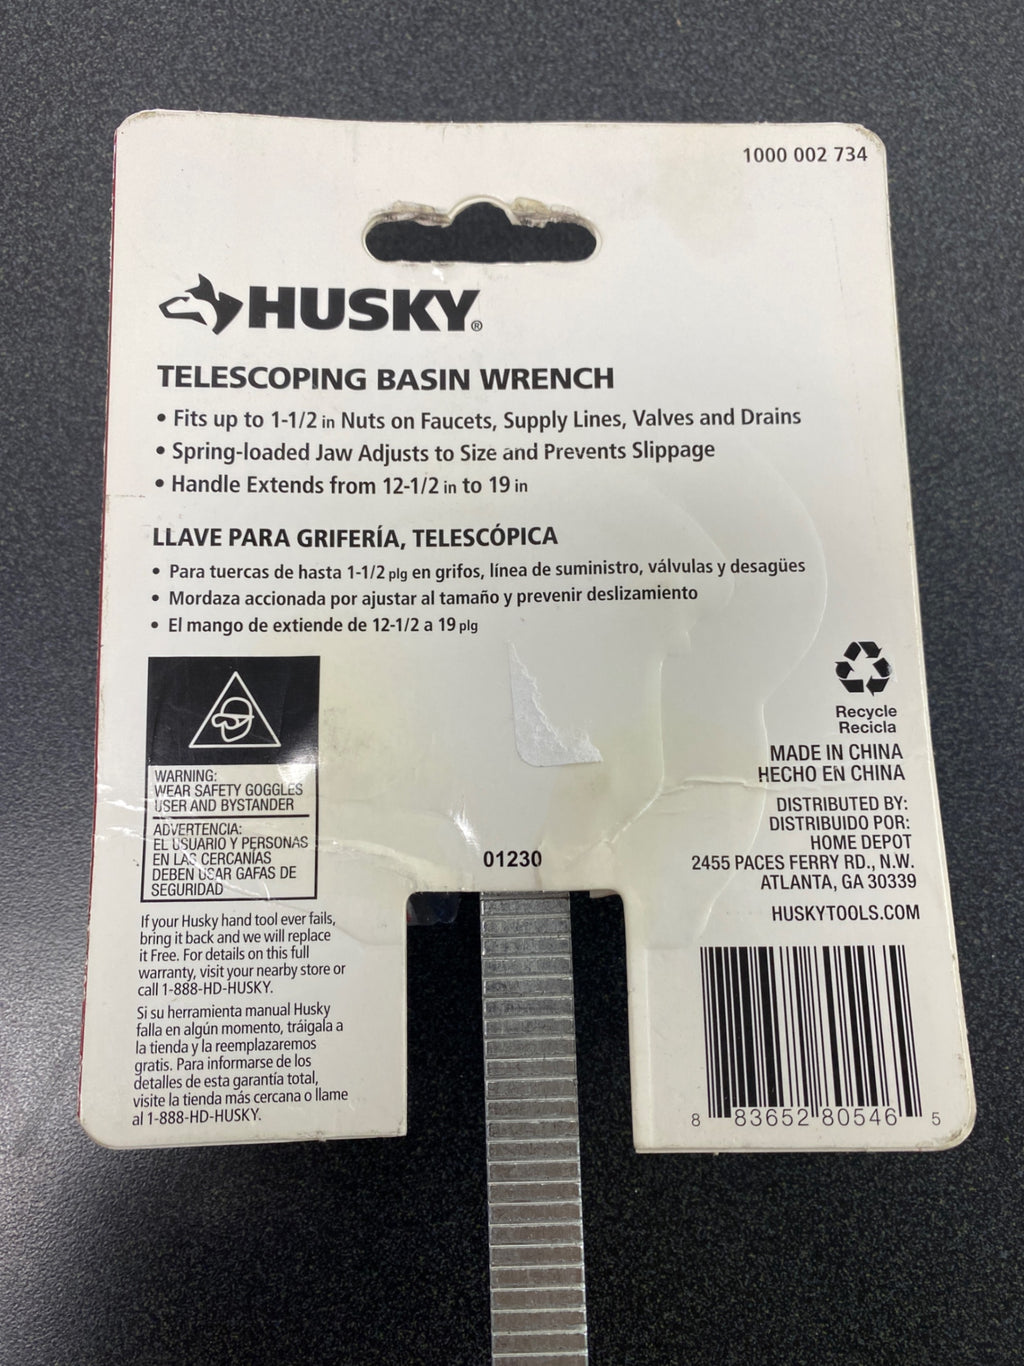 1000 002 734
HUSKY®
TELESCOPING BASIN WRENCH
• Fits up to 1-1/2 in Nuts on Faucets, Supply Lines, Valves and Drains
• Spring-loaded Jaw Adjusts to Size and Prevents Slippage
• Handle Extends from 12-1/2 in to 19 in
LLAVE PARA GRIFERÍA, TELESCÓPICA
• Para tuercas de hasta 1-1/2 plg en grifos, línea de suministro, válvulas y desagües
• Mordaza accionada por ajustar al tamaño y prevenir deslizamiento
• El mango de extiende de 12-1/2 a 19 plg
WARNING:
WEAR SAFETY GOGGLES
USER AND BYSTANDER
ADVERTENCIA:
EL USUARIO Y PERSONAS
EN LAS CERCANÍAS
DEBEN USAR GAFAS DE
SEGURIDAD
If your Husky hand tool ever fails,
bring it back and we will replace
it Free. For details on this full
warranty, visit your nearby store or
call 1-888-HD-HUSKY.
Si su herramienta manual Husky
falla en algún momento, tráigala a
la tienda y la reemplazaremos
gratis. Para informarse de los
detalles de esta garantía total,
visite la tienda más cercana o llame
al 1-888-HD-HUSKY.
01230
Recycle
Recicla
MADE IN CHINA
HECHO EN CHINA
DISTRIBUTED BY:
DISTRIBUIDO POR:
HOME DEPOT
2455 PACES FERRY RD., N.W.
ATLANTA, GA 30339
HUSKYTOOLS.COM
8 83652 80546 5